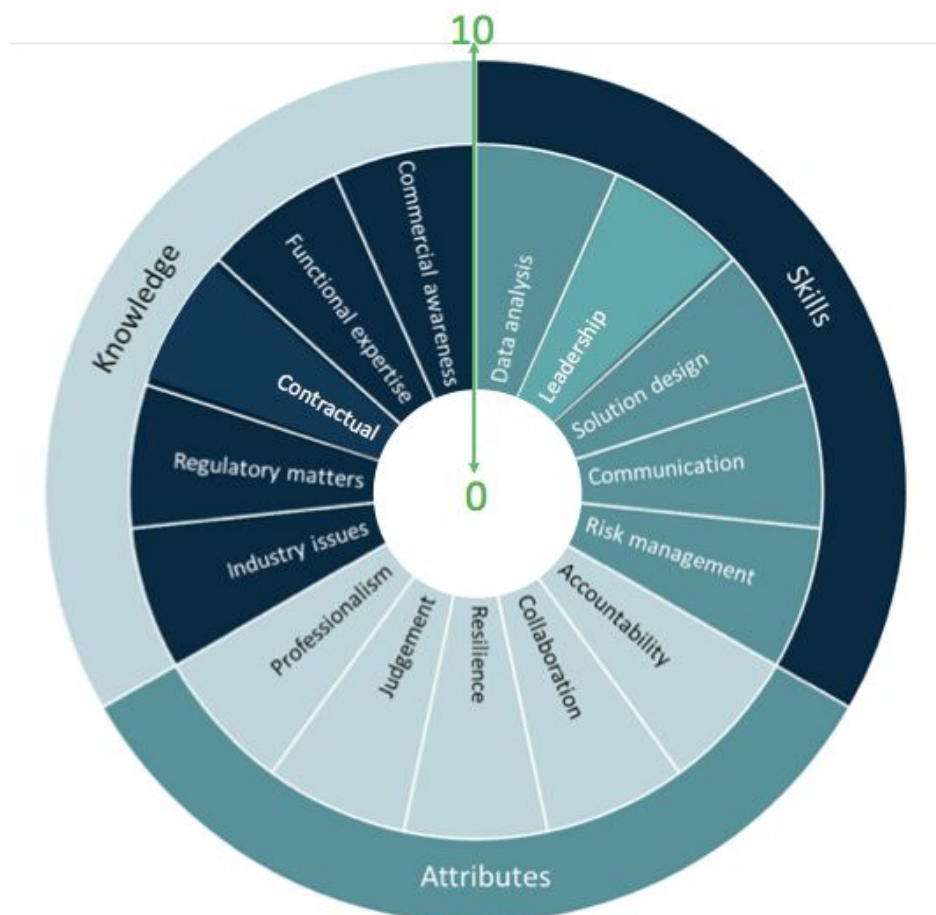 10
Knowledge
Skills
Commercial awareness
Functional expertise
Contractual
Regulatory matters
Industry issues
Data analysis
Leadership
Solution design
Communication
Risk management
0
Professionalism
Judgement
Resilience
Collaboration
Accountability
Attributes